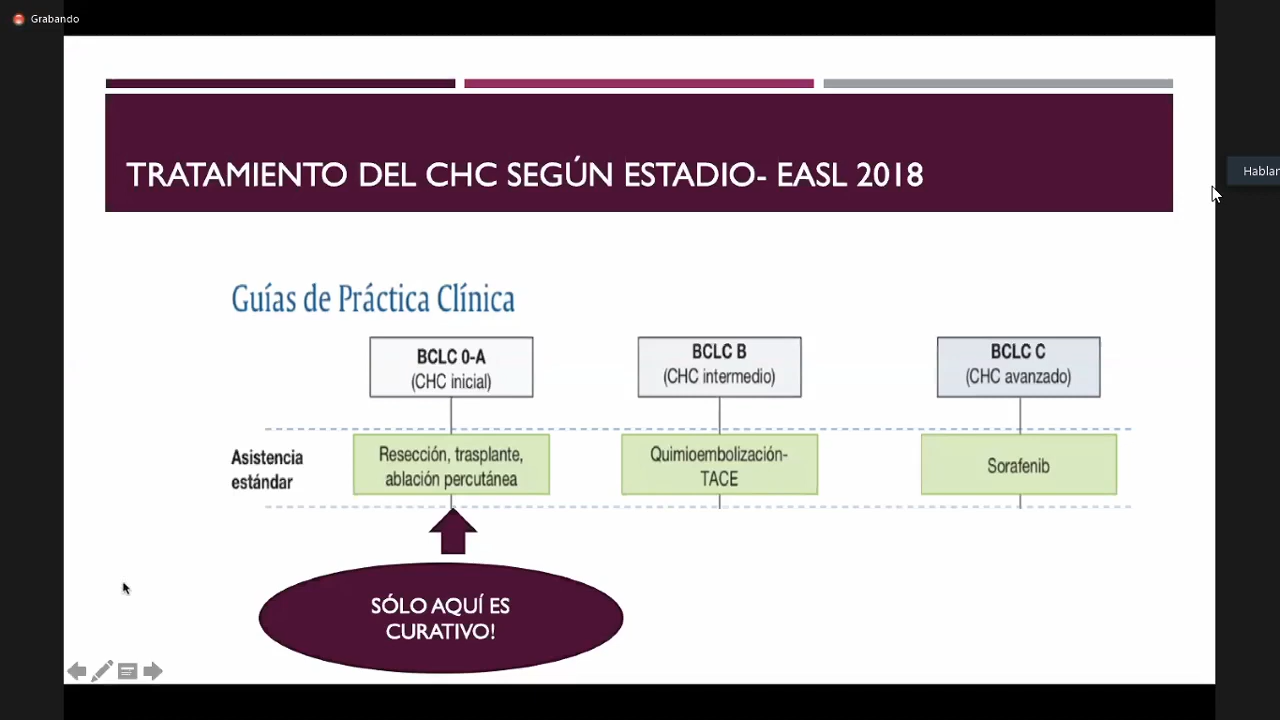 Grabando
Hablar
TRATAMIENTO DEL CHC SEGÚN ESTADIO- EASL 2018
Guías de Práctica Clínica
BCLC 0-A
(CHC inicial)
BCLC B
(CHC intermedio)
BCLC C
(CHC avanzado)
Asistencia
estándar
Resección, trasplante,
ablación percutánea
Quimioembolización-
TACE
Sorafenib
SÓLO AQUÍ ES
CURATIVO!